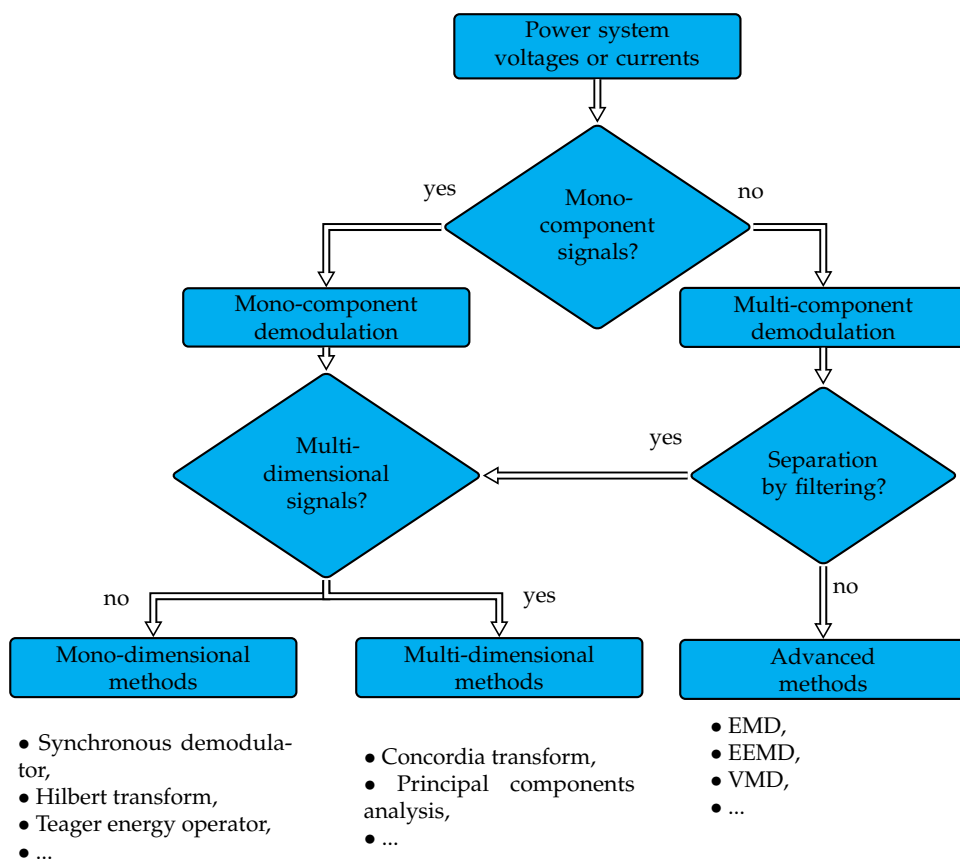 Power system
voltages or currents
yes
no
Mono-
component
signals?
Mono-component
demodulation
Multi-component
demodulation
Multi-
dimensional
signals?
yes
Separation
by filtering?
no
yes
no
Mono-dimensional
methods
Multi-dimensional
methods
Advanced
methods
• Synchronous demodula-
tor,
• Hilbert transform,
• Teager energy operator,
• ...
• Concordia transform,
• Principal components
analysis,
• ...
• EMD,
• EEMD,
• VMD,
• ...